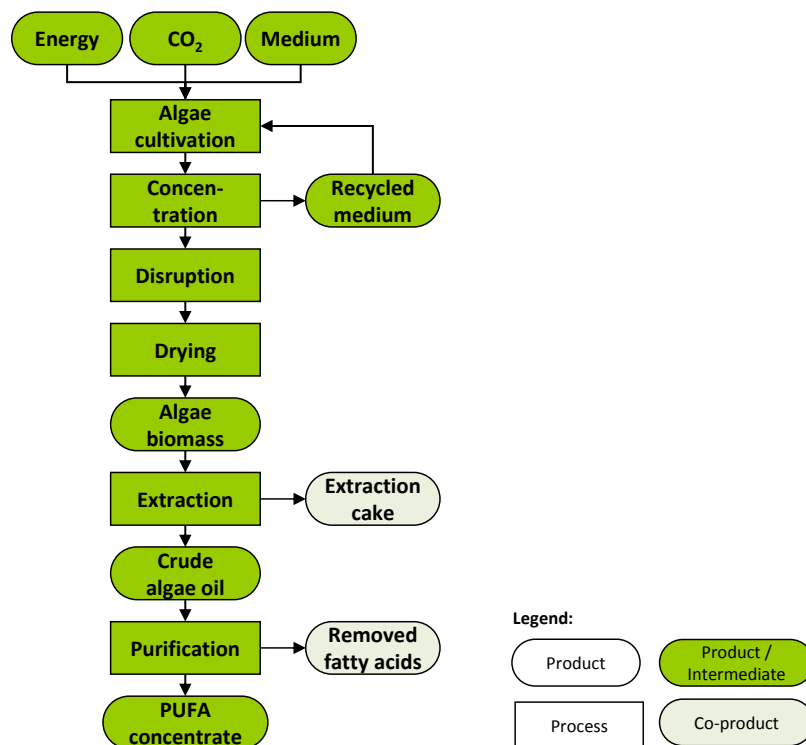 Energy
CO₂
Medium
Algae
cultivation
Concen-
tration
Recycled
medium
Disruption
Drying
Algae
biomass
Extraction
Extraction
cake
Crude
algae oil
Purification
Removed
fatty acids
PUFA
concentrate
Legend:
Product
Product /
Intermediate
Process
Co-product